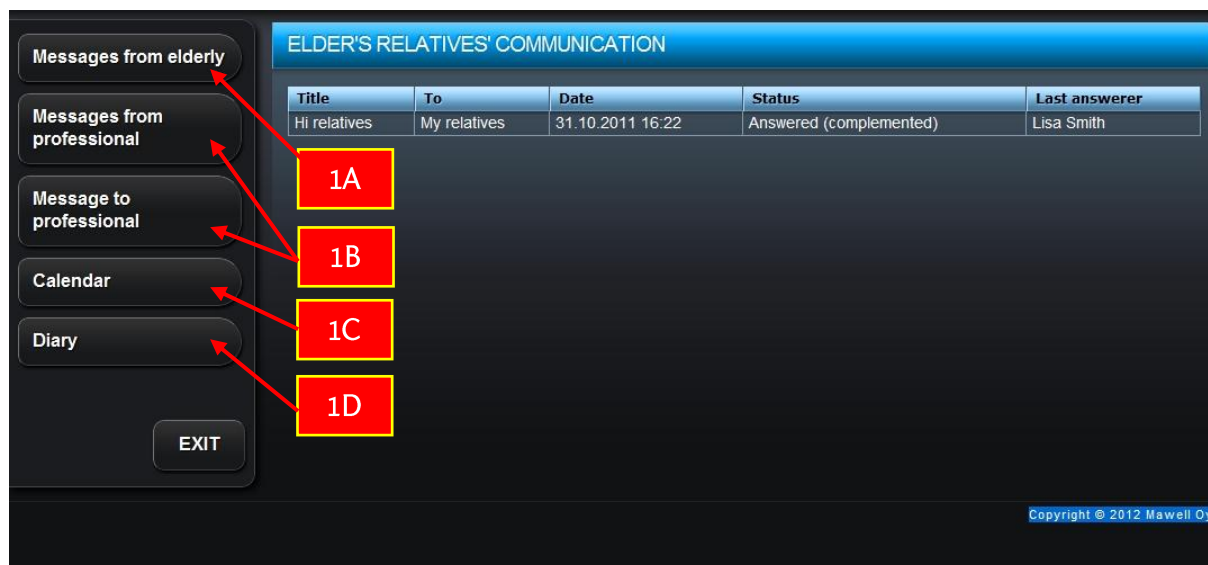 Messages from elderly
Messages from
professional
Message to
professional
Calendar
Diary
EXIT
ELDER'S RELATIVES' COMMUNICATION
Title To Date Status Last answerer
Hi relatives My relatives 31.10.2011 16:22 Answered (complemented) Lisa Smith
1A
1B
1C
1D
Copyright © 2012 Mawell Oy